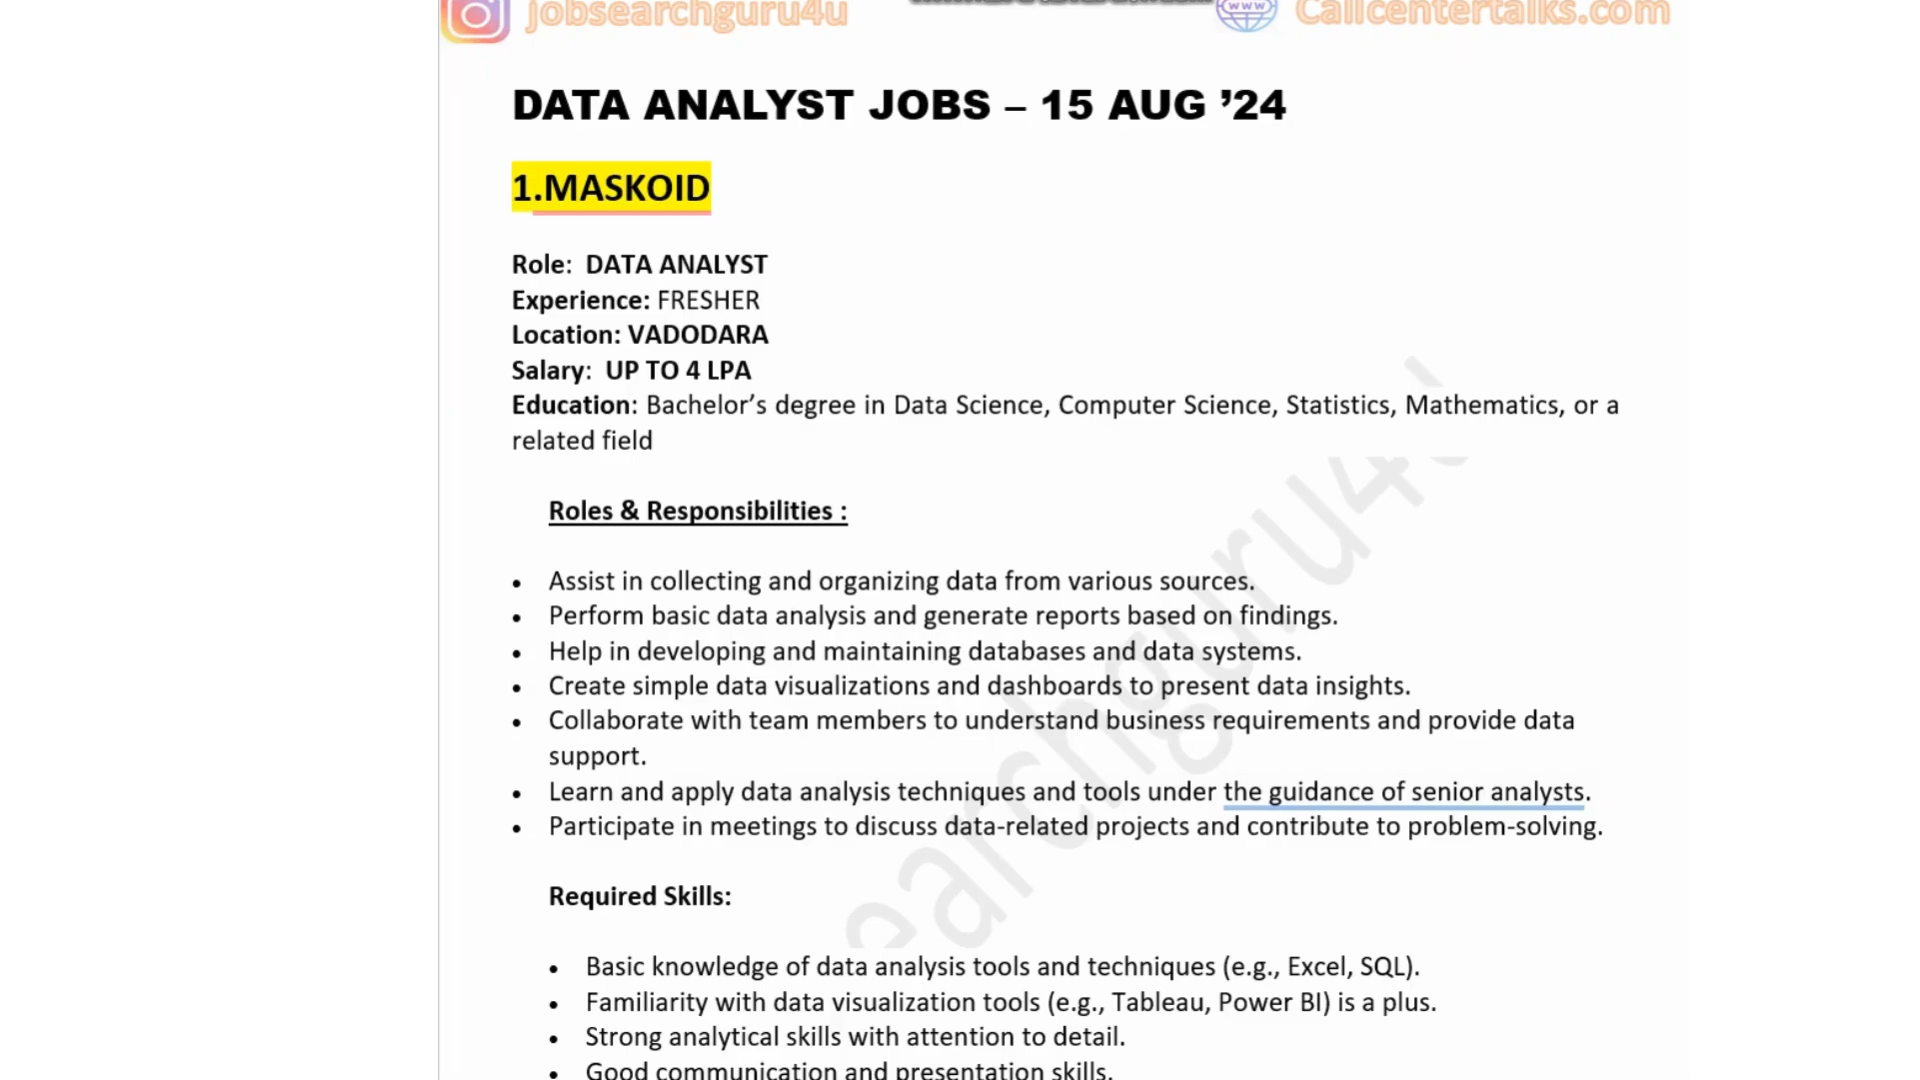 jobsearchguru4u
Callcentertalks.com
DATA ANALYST JOBS – 15 AUG ’24
1.MASKOID
Role: DATA ANALYST
Experience: FRESHER
Location: VADODARA
Salary: UP TO 4 LPA
Education: Bachelor’s degree in Data Science, Computer Science, Statistics, Mathematics, or a
related field
Roles & Responsibilities :
• Assist in collecting and organizing data from various sources.
• Perform basic data analysis and generate reports based on findings.
• Help in developing and maintaining databases and data systems.
• Create simple data visualizations and dashboards to present data insights.
• Collaborate with team members to understand business requirements and provide data
support.
• Learn and apply data analysis techniques and tools under the guidance of senior analysts.
• Participate in meetings to discuss data-related projects and contribute to problem-solving.
Required Skills:
• Basic knowledge of data analysis tools and techniques (e.g., Excel, SQL).
• Familiarity with data visualization tools (e.g., Tableau, Power BI) is a plus.
• Strong analytical skills with attention to detail.
• Good communication and presentation skills.